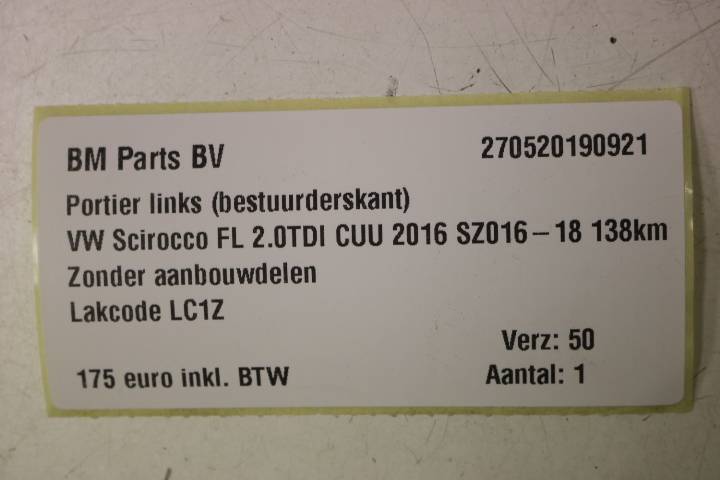 BM Parts BV 270520190921
Portier links (bestuurderskant)
VW Scirocco FL 2.0TDI CUU 2016 SZ016-18 138km
Zonder aanbouwdelen
Lakcode LC1Z
Verz: 50
175 euro inkl. BTW Aantal: 1